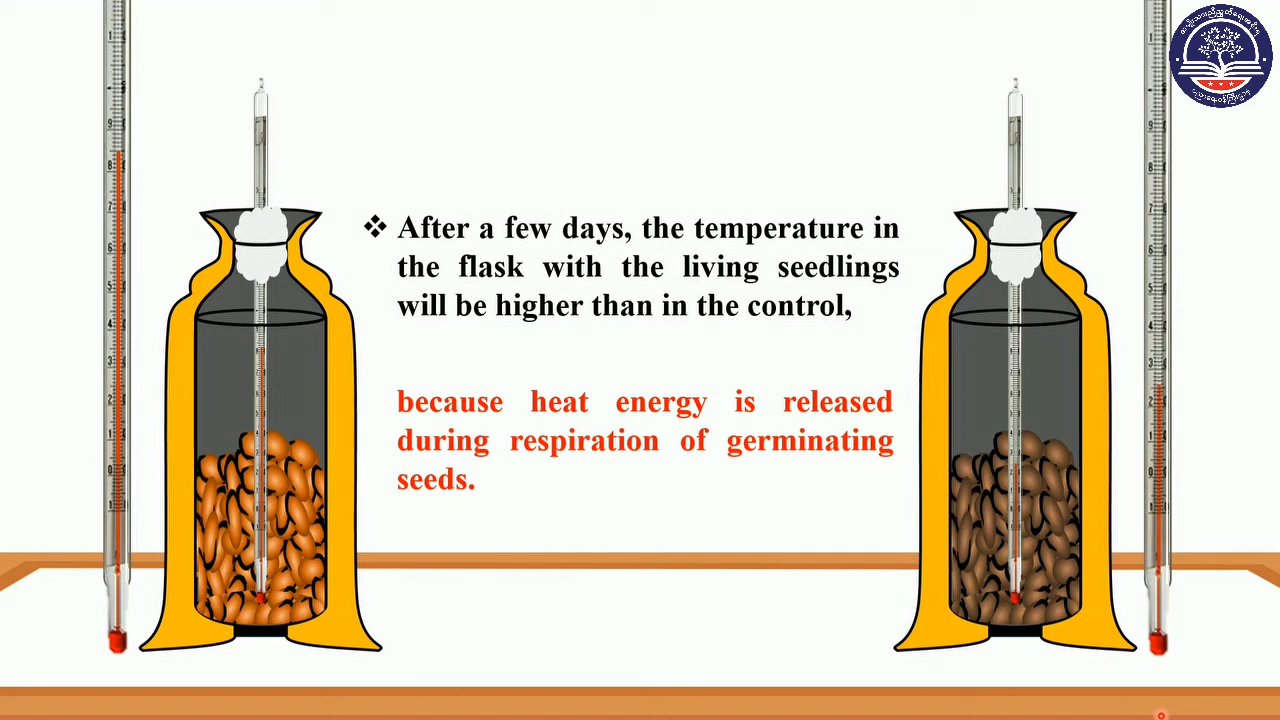 ❖ After a few days, the temperature in
the flask with the living seedlings
will be higher than in the control,
because heat energy is released
during respiration of germinating
seeds.